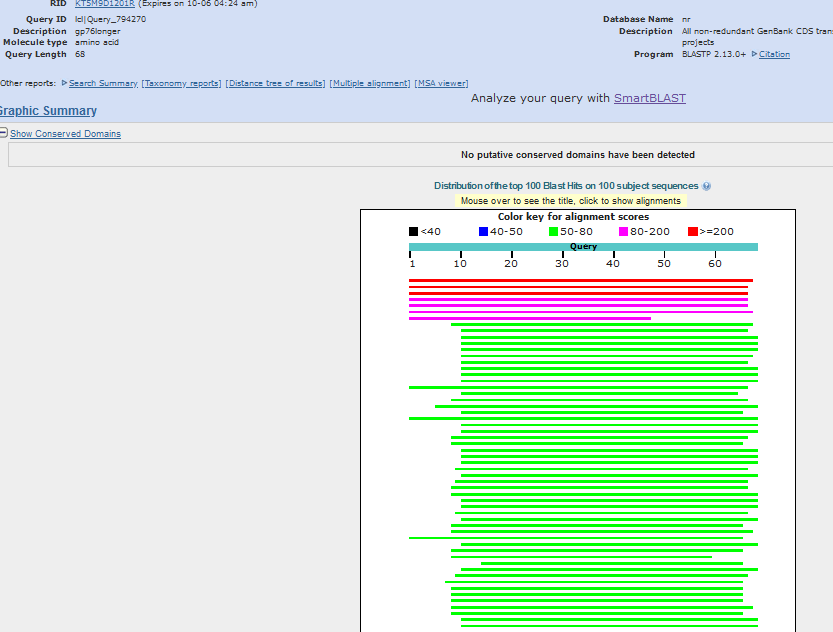 RID KT5M9D1201R (Expires on 10-06 04:24 am)
Query ID lcl|Query_794270
Description gp76longer
Molecule type amino acid
Query Length 68
Database Name nr
Description All non-redundant GenBank CDS tran
projects
Program BLASTP 2.13.0+ Citation
Other reports: Search Summary [Taxonomy reports] [Distance tree of results] [Multiple alignment] [MSA viewer]
Analyze your query with SmartBLAST
Graphic Summary
Show Conserved Domains
No putative conserved domains have been detected
Distribution of the top 100 Blast Hits on 100 subject sequences ?
Mouse over to see the title, click to show alignments
Color key for alignment scores
<40 40-50 50-80 80-200 >=200
Query
1 10 20 30 40 50 60